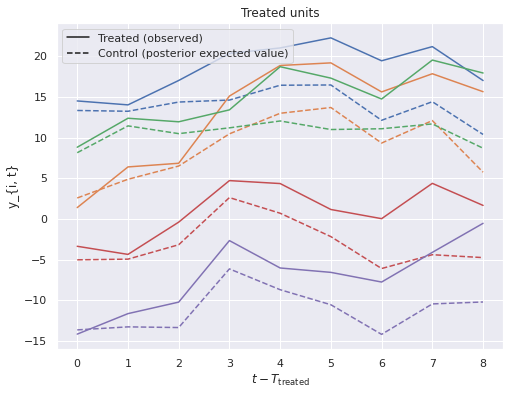 Treated units
Treated (observed)
Control (posterior expected value)
y_{i, t}
20
15
10
5
0
−5
−10
−15
0 1 2 3 4 5 6 7 8
t − T_treated